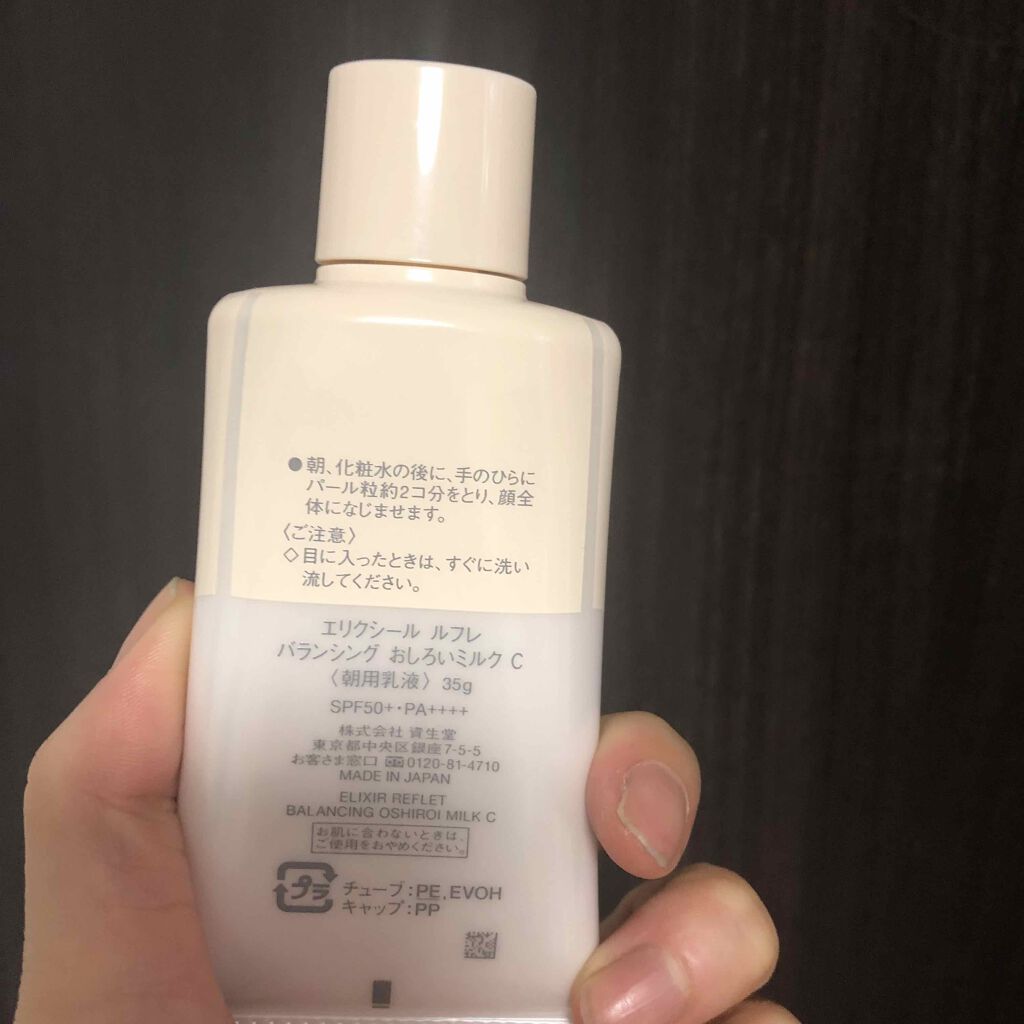 ●朝、化粧水の後に、手のひらに
パール粒約2コ分をとり、顔全
体になじませます。
〈ご注意〉
◇目に入ったときは、すぐに洗い
流してください。
エリクシール ルフレ
バランシング おしろいミルク C
〈朝用乳液〉 35g
SPF50+・PA++++
株式会社 資生堂
東京都中央区銀座7-5-5
お客さま窓口 0120-81-4710
MADE IN JAPAN
ELIXIR REFLET
BALANCING OSHIROI MILK C
お肌に合わないときは、
ご使用をおやめください。
プラ
チューブ:PE,EVOH
キャップ:PP